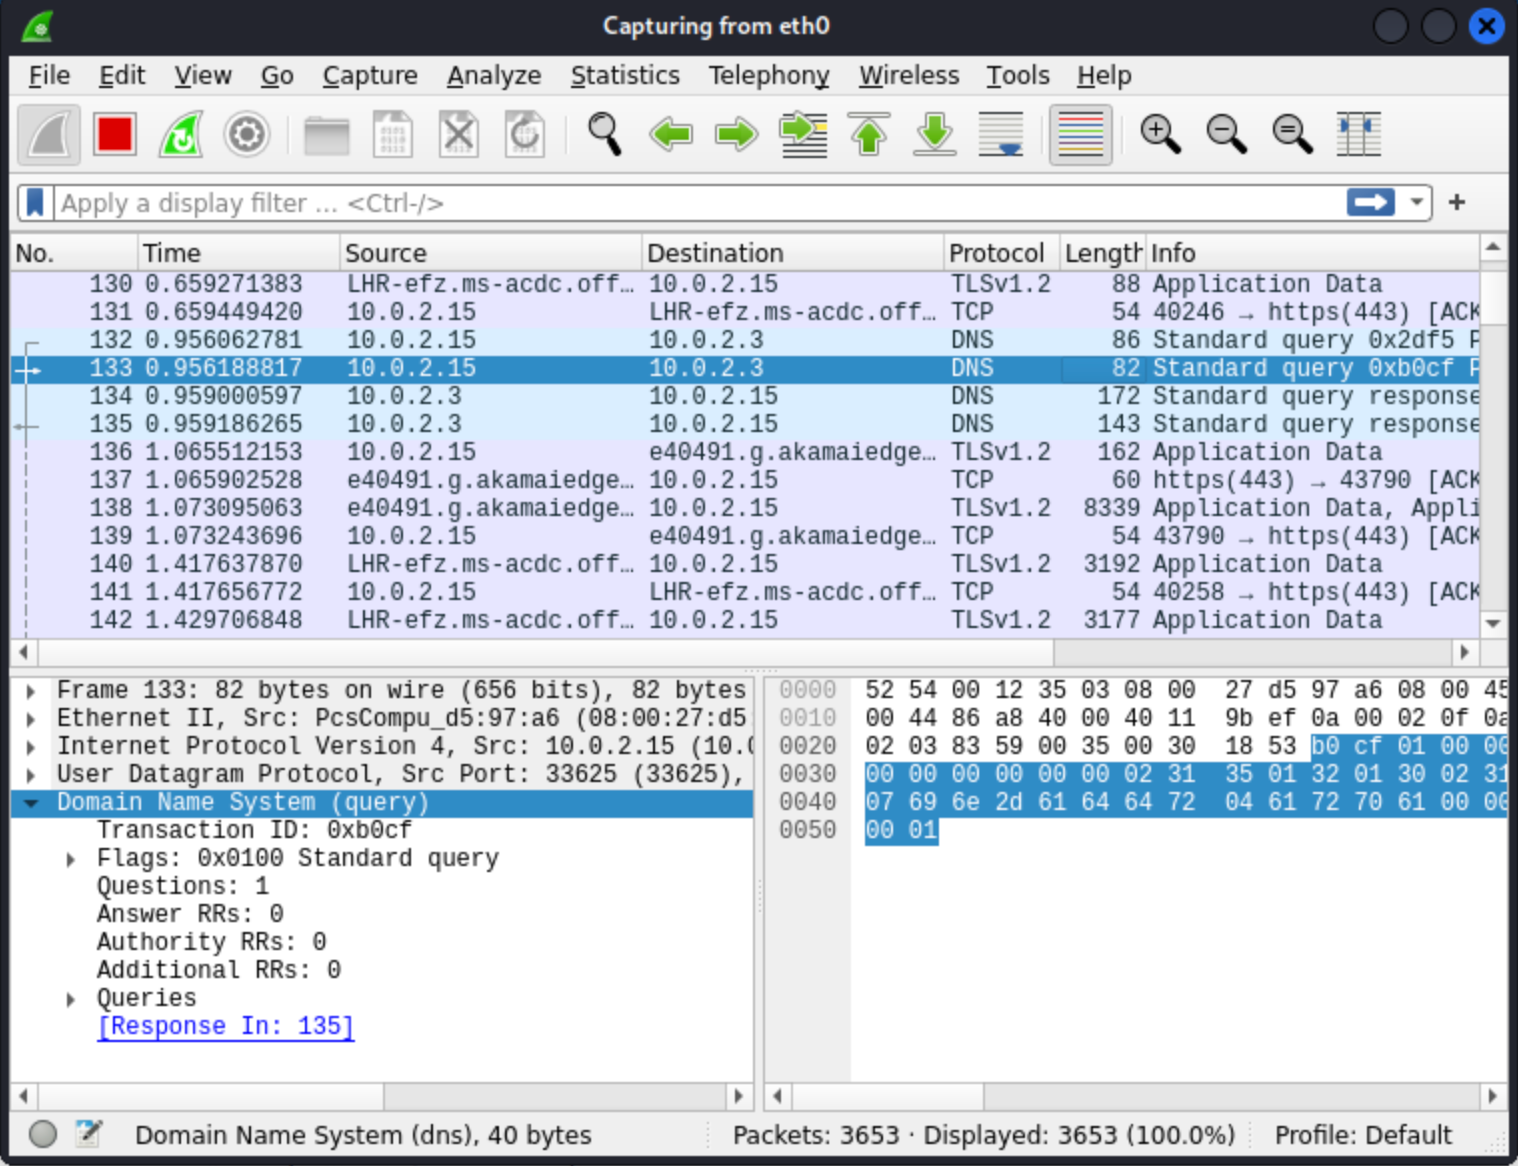 Capturing from eth0
File Edit View Go Capture Analyze Statistics Telephony Wireless Tools Help
Apply a display filter ... <Ctrl-/>
No. Time Source Destination Protocol Length Info
130 0.659271383 LHR-efz.ms-acdc.off… 10.0.2.15 TLSv1.2 88 Application Data
131 0.659449420 10.0.2.15 LHR-efz.ms-acdc.off… TCP 54 40246 → https(443) [ACK
132 0.956062781 10.0.2.15 10.0.2.3 DNS 86 Standard query 0x2df5 P
133 0.956188817 10.0.2.15 10.0.2.3 DNS 82 Standard query 0xb0cf P
134 0.959000597 10.0.2.3 10.0.2.15 DNS 172 Standard query response
135 0.959186265 10.0.2.3 10.0.2.15 DNS 143 Standard query response
136 1.065512153 10.0.2.15 e40491.g.akamaiedge… TLSv1.2 162 Application Data
137 1.065902528 e40491.g.akamaiedge… 10.0.2.15 TCP 60 https(443) → 43790 [ACK
138 1.073095063 e40491.g.akamaiedge… 10.0.2.15 TLSv1.2 8339 Application Data, Appli
139 1.073243696 10.0.2.15 e40491.g.akamaiedge… TCP 54 43790 → https(443) [ACK
140 1.417637870 LHR-efz.ms-acdc.off… 10.0.2.15 TLSv1.2 3192 Application Data
141 1.417656772 10.0.2.15 LHR-efz.ms-acdc.off… TCP 54 40258 → https(443) [ACK
142 1.429706848 LHR-efz.ms-acdc.off… 10.0.2.15 TLSv1.2 3177 Application Data
Frame 133: 82 bytes on wire (656 bits), 82 bytes
Ethernet II, Src: PcsCompu_d5:97:a6 (08:00:27:d5:
Internet Protocol Version 4, Src: 10.0.2.15 (10.0
User Datagram Protocol, Src Port: 33625 (33625),
Domain Name System (query)
Transaction ID: 0xb0cf
Flags: 0x0100 Standard query
Questions: 1
Answer RRs: 0
Authority RRs: 0
Additional RRs: 0
Queries
[Response In: 135]
0000 52 54 00 12 35 03 08 00 27 d5 97 a6 08 00 45
0010 00 44 86 a8 40 00 40 11 9b ef 0a 00 02 0f 0a
0020 02 03 83 59 00 35 00 30 18 53 b0 cf 01 00 00
0030 00 00 00 00 00 00 02 31 35 01 32 01 30 02 31
0040 07 69 6e 2d 61 64 64 72 04 61 72 70 61 00 00
0050 00 01
Domain Name System (dns), 40 bytes Packets: 3653 · Displayed: 3653 (100.0%) Profile: Default